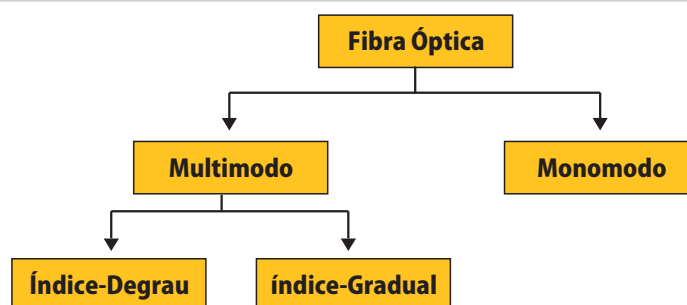 Fibra Óptica
Multimodo
Monomodo
Índice-Degrau
índice-Gradual